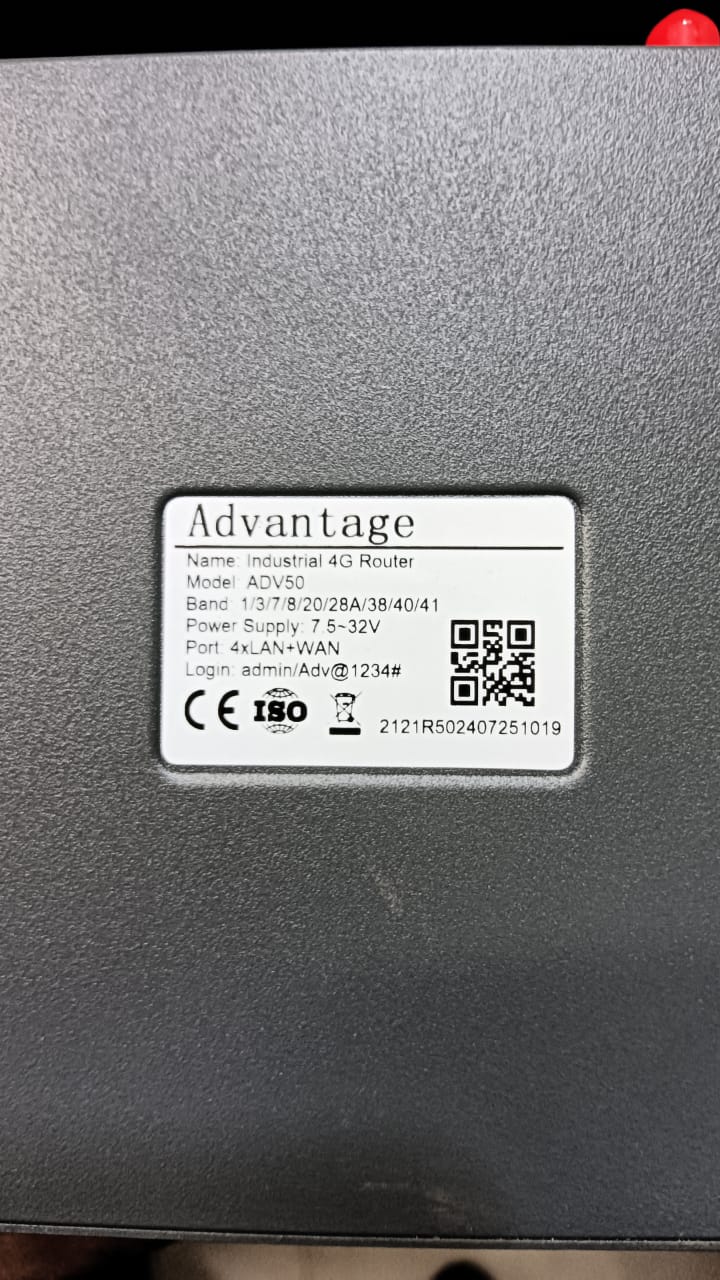 Advantage
Name: Industrial 4G Router
Model: ADV50
Band: 1/3/7/8/20/28A/38/40/41
Power Supply: 7.5~32V
Port: 4xLAN+WAN
Login: admin/Adv@1234#
CE ISO
2121R502407251019